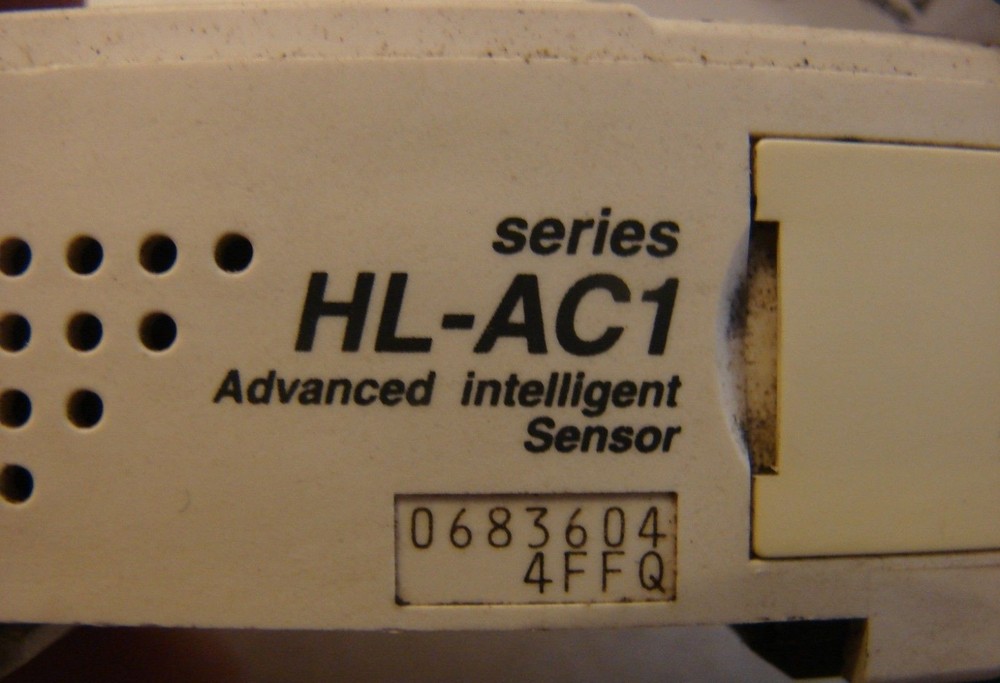 series
HL-AC1
Advanced intelligent
Sensor
0683604
4FFQ